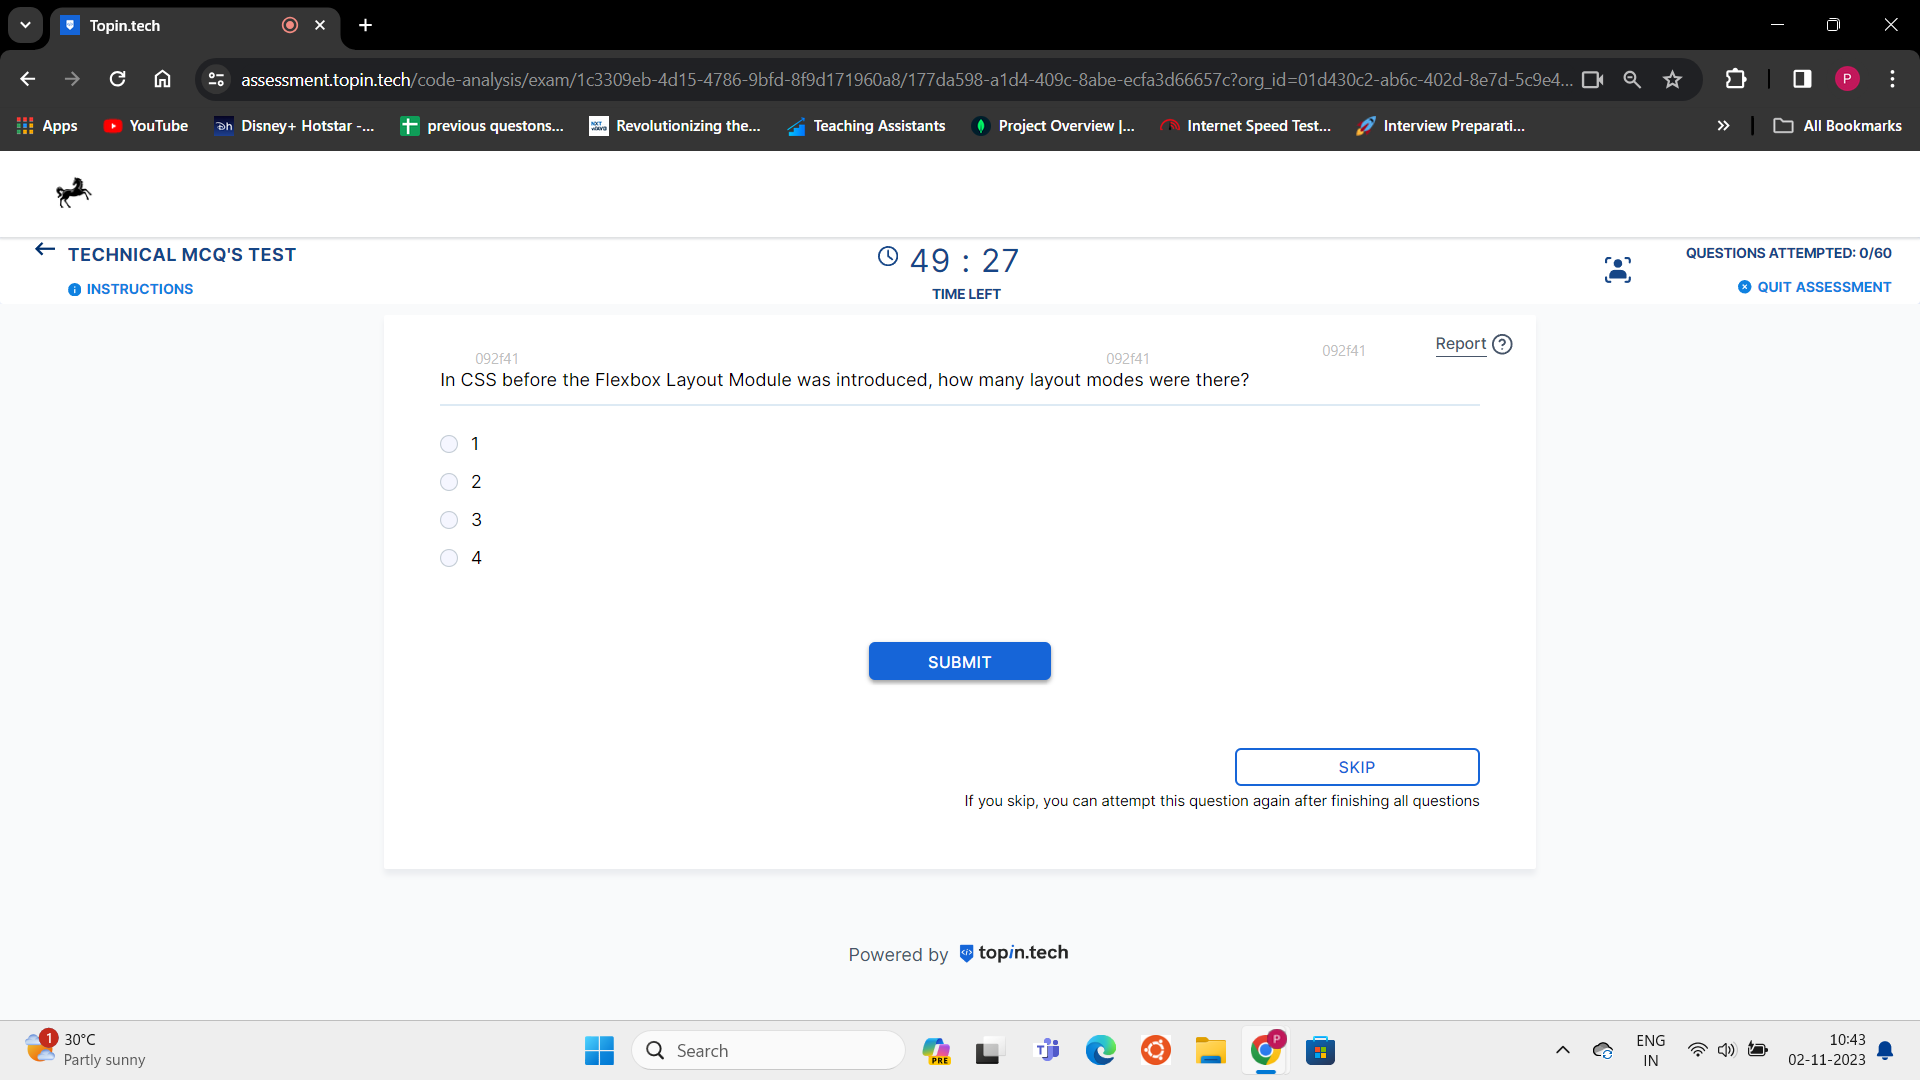 Topin.tech
assessment.topin.tech/code-analysis/exam/1c3309eb-4d15-4786-9bfd-8f9d171960a8/177da598-a1d4-409c-8abe-ecfa3d66657c?org_id=01d430c2-ab6c-402d-8e7d-5c9e4...
P
Apps
YouTube
Disney+ Hotstar -...
previous questons...
Revolutionizing the...
Teaching Assistants
Project Overview |...
Internet Speed Test...
Interview Preparati...
All Bookmarks
TECHNICAL MCQ'S TEST
INSTRUCTIONS
49 : 27
TIME LEFT
QUESTIONS ATTEMPTED: 0/60
QUIT ASSESSMENT
Report
092f41
092f41
092f41
In CSS before the Flexbox Layout Module was introduced, how many layout modes were there?
1
2
3
4
SUBMIT
SKIP
If you skip, you can attempt this question again after finishing all questions
Powered by topin.tech
1
30°C
Partly sunny
Search
PRE
P
ENG
IN
10:43
02-11-2023